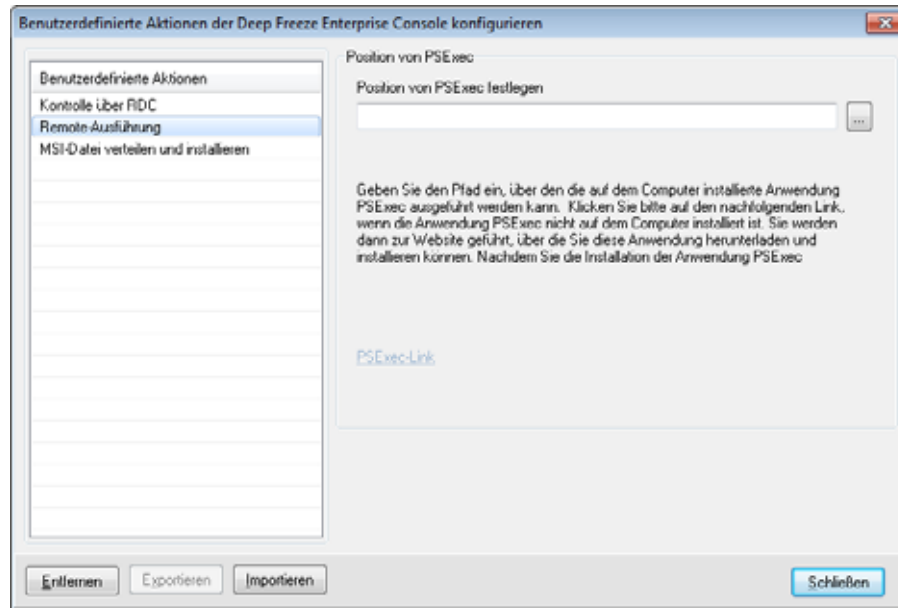 Benutzerdefinierte Aktionen der Deep Freeze Enterprise Console konfigurieren
Benutzerdefinierte Aktionen
Kontrolle über RDC
Remote-Ausführung
MSI-Datei verteilen und installieren
Position von PSExec
Position von PSExec festlegen
...
Geben Sie den Pfad ein, über den die auf dem Computer installierte Anwendung
PSExec ausgeführt werden kann. Klicken Sie bitte auf den nachfolgenden Link,
wenn die Anwendung PSExec nicht auf dem Computer installiert ist. Sie werden
dann zur Website geführt, über die Sie diese Anwendung herunterladen und
installieren können. Nachdem Sie die Installation der Anwendung PSExec
PSExec-Link
Entfernen
Exportieren
Importieren
Schließen